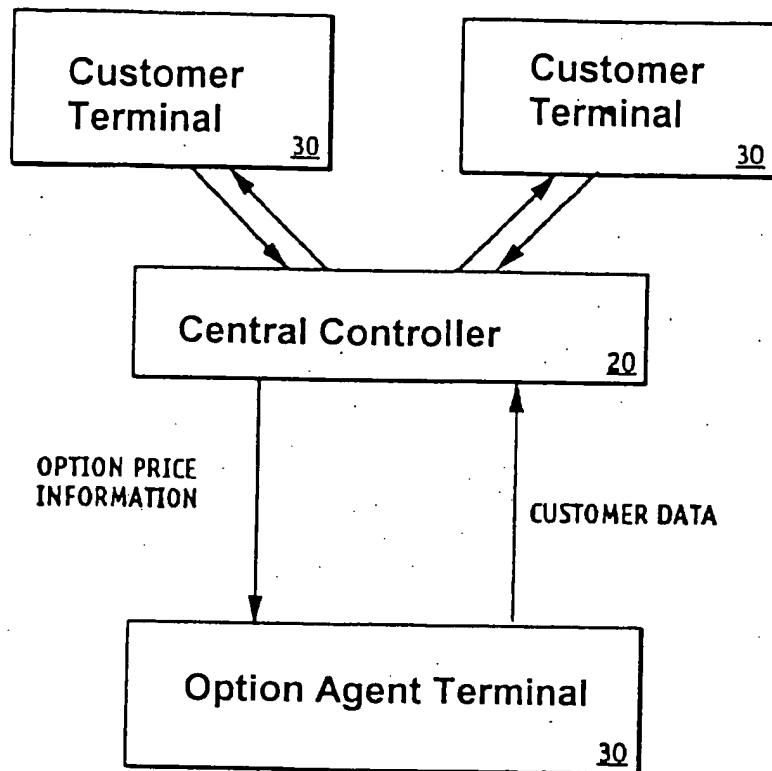 Customer
Terminal
30
Customer
Terminal
30
Central Controller
20
OPTION PRICE
INFORMATION
CUSTOMER DATA
Option Agent Terminal
30